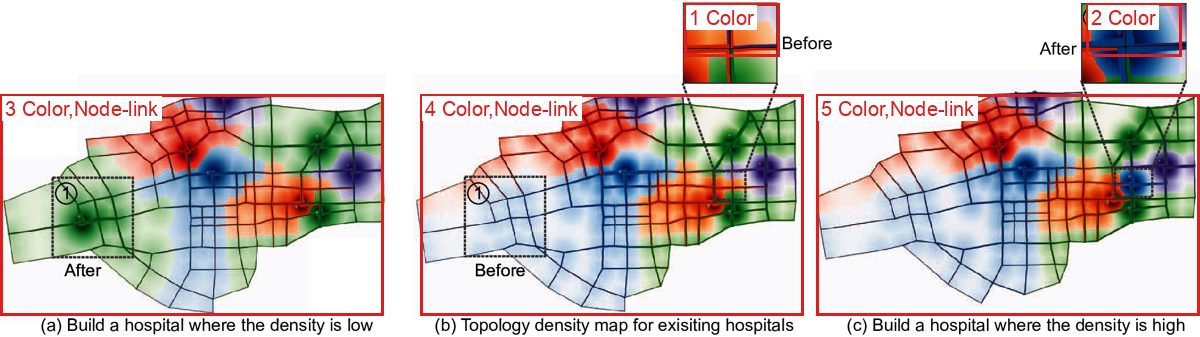 1 Color
Before
2 Color
After
3 Color,Node-link
4 Color,Node-link
5 Color,Node-link
1
1
After
Before
(a) Build a hospital where the density is low
(b) Topology density map for exisiting hospitals
(c) Build a hospital where the density is high